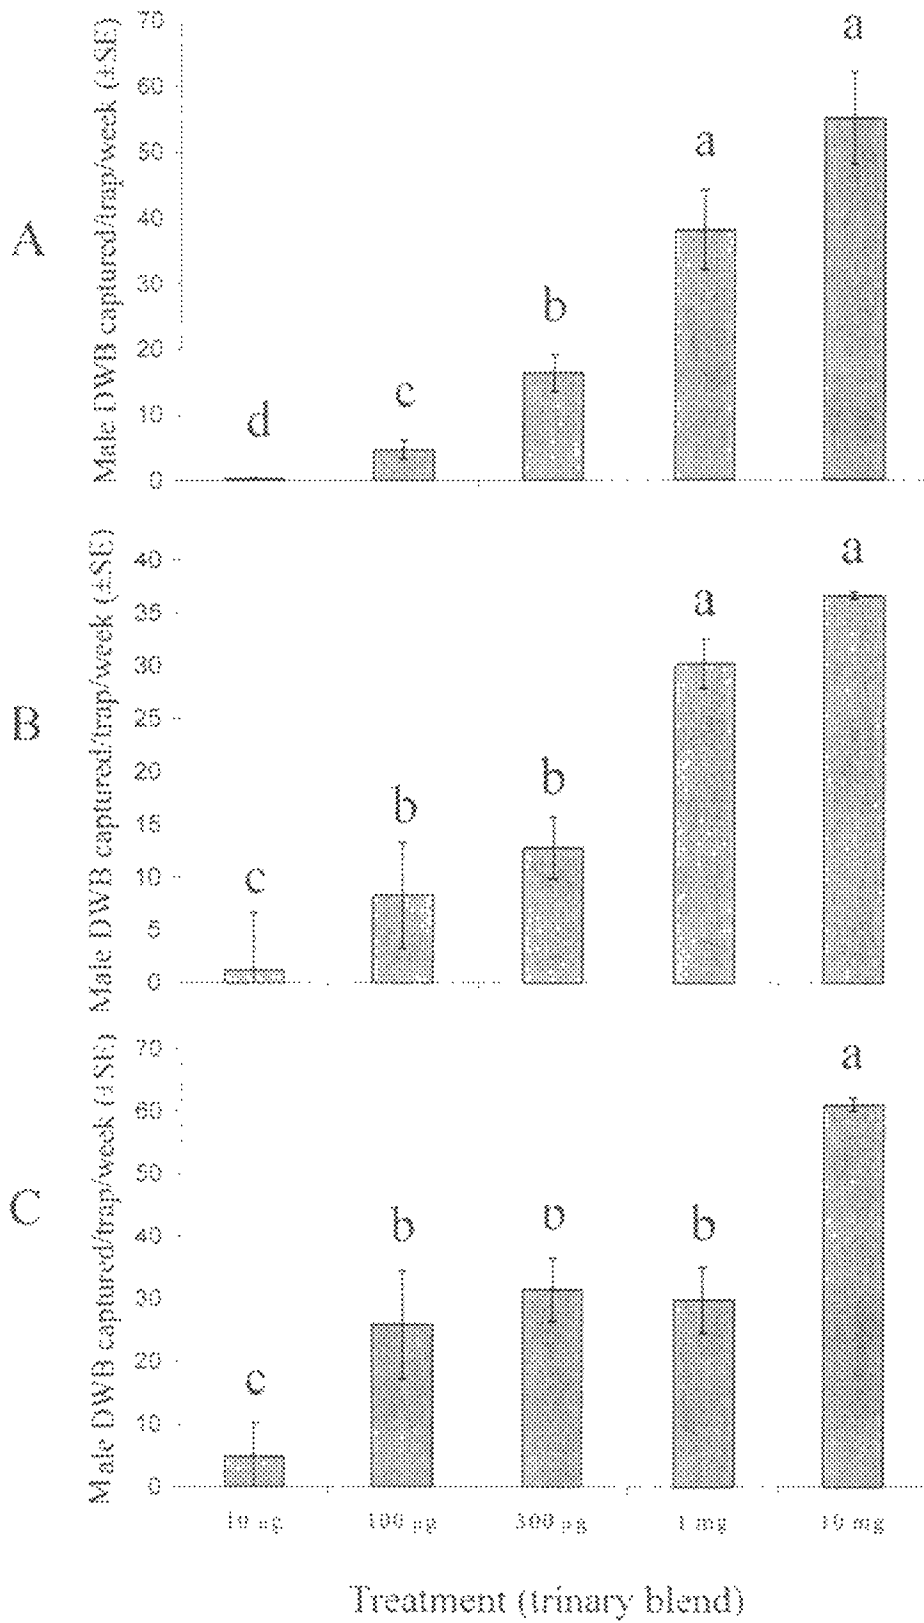 A
Male DWB captured/trap/week (±SE)
70
60
50
40
30
20
10
0
d
c
b
a
a
B
Male DWB captured/trap/week (±SE)
40
35
30
25
20
15
10
5
0
c
b
b
a
a
C
Male DWB captured/trap/week (±SE)
70
60
50
40
30
20
10
0
c
b
b
b
a
10 µg 100 µg 300 µg 1 mg 10 mg
Treatment (trinary blend)